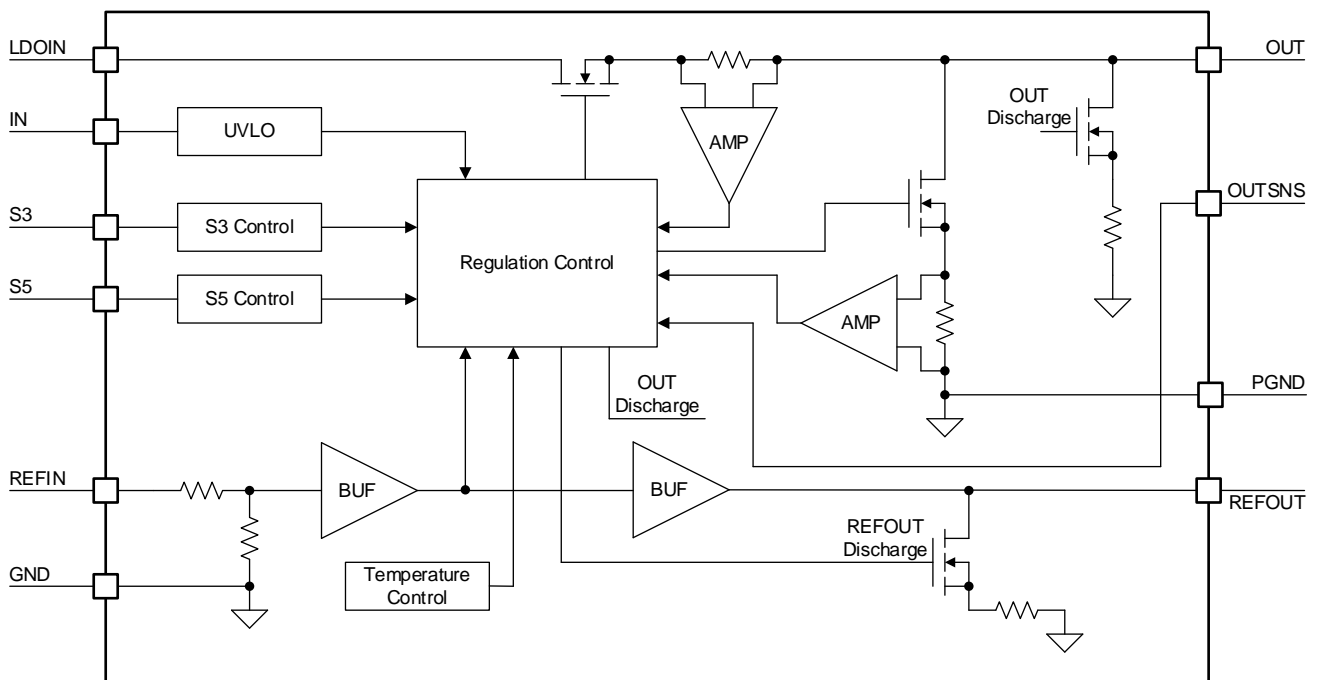 LDOIN
OUT
IN
UVLO
AMP
OUT
Discharge
OUTSNS
S3
S3 Control
Regulation Control
S5
S5 Control
AMP
OUT
Discharge
PGND
REFIN
BUF
BUF
REFOUT
REFOUT
Discharge
GND
Temperature
Control